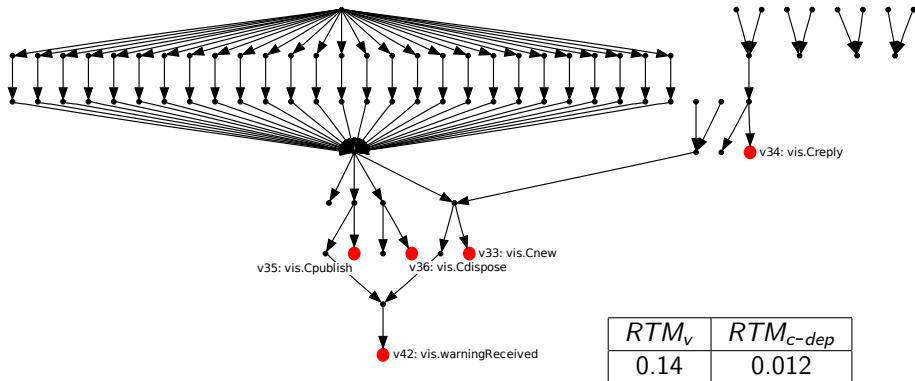 v34: vis.Creply
v33: vis.Cnew
v35: vis.Cpublish
v36: vis.Cdispose
v42: vis.warningReceived
RTM_v RTM_{c-dep}
0.14 0.012